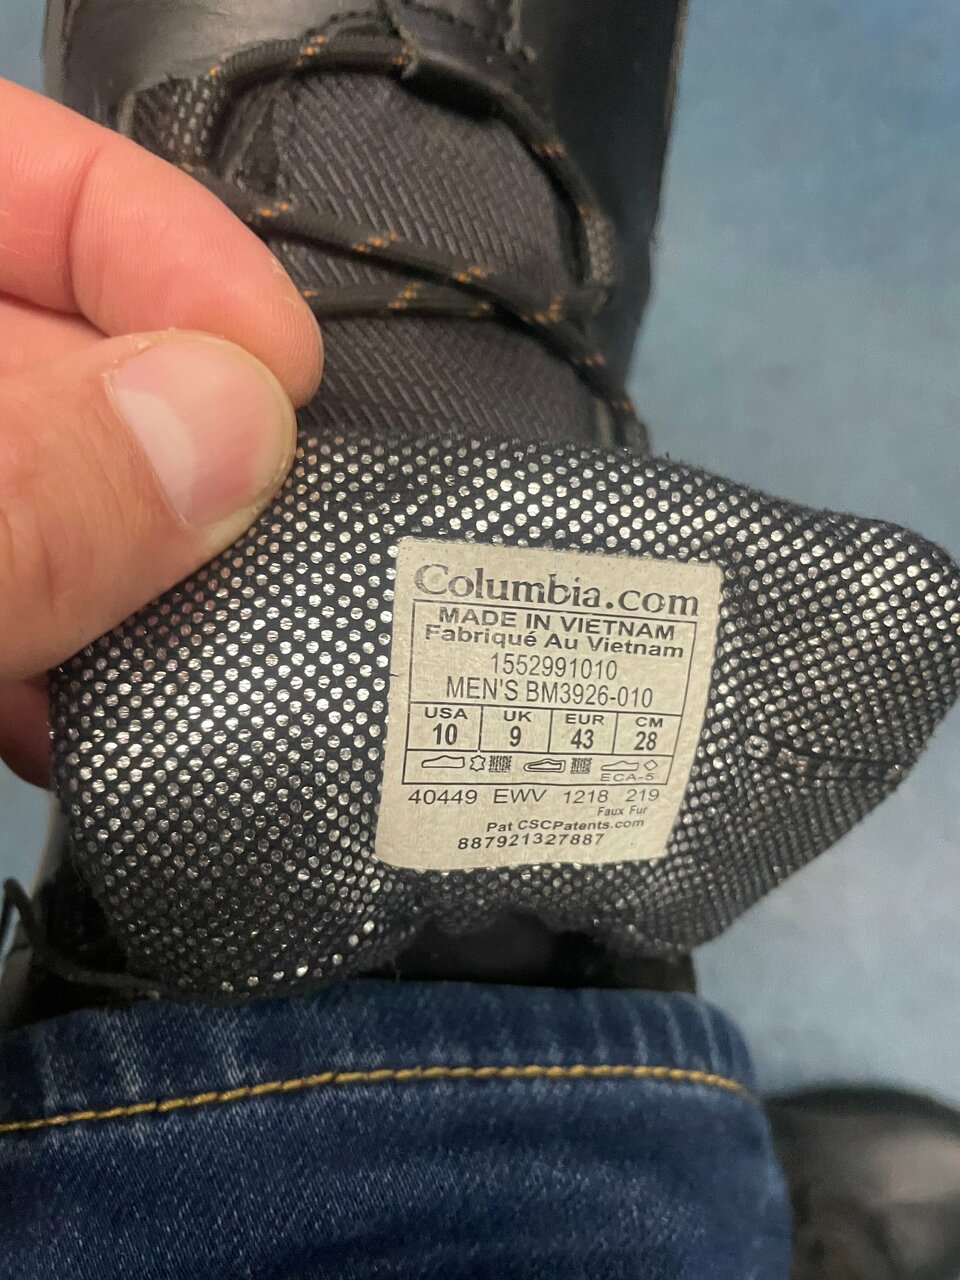 Columbia.com
MADE IN VIETNAM
Fabriqué Au Vietnam
1552991010
MEN'S BM3926-010
USA UK EUR CM
10 9 43 28
ECA-5
40449 EWV 1218 219
Faux Fur
Pat CSCPatents.com
887921327887